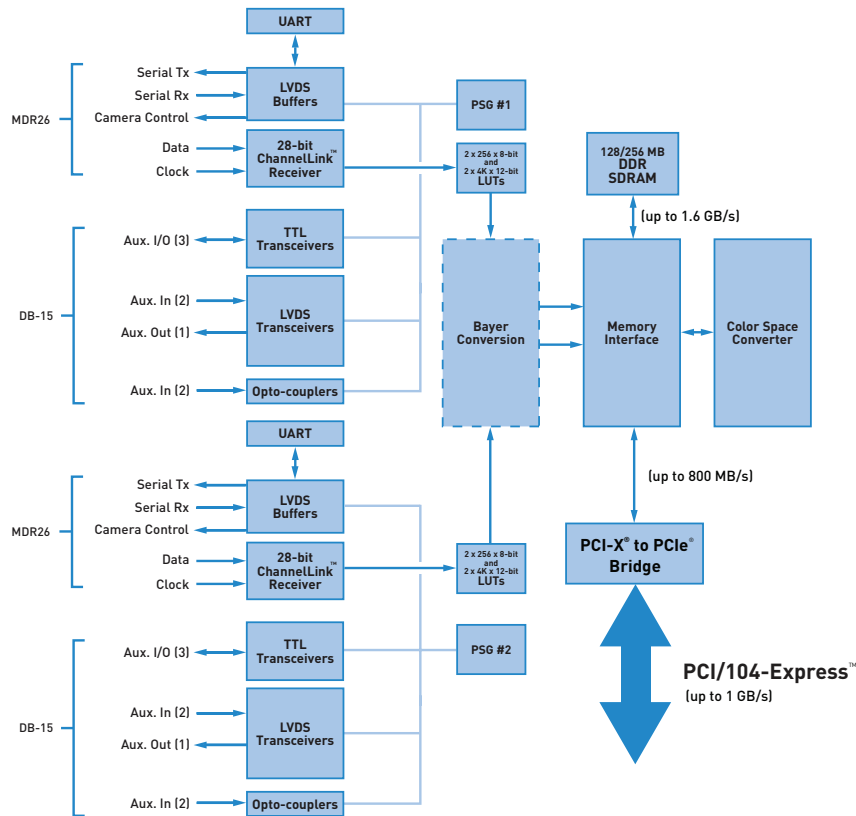 UART
Serial Tx
Serial Rx
Camera Control
MDR26
LVDS
Buffers
PSG #1
Data
Clock
28-bit
ChannelLink™
Receiver
2 x 256 x 8-bit
and
2 x 4K x 12-bit
LUTs
128/256 MB
DDR
SDRAM
(up to 1.6 GB/s)
Aux. I/O (3)
TTL
Transceivers
DB-15
Aux. In (2)
Aux. Out (1)
LVDS
Transceivers
Aux. In (2)
Opto-couplers
Bayer
Conversion
Memory
Interface
Color Space
Converter
UART
Serial Tx
Serial Rx
Camera Control
MDR26
LVDS
Buffers
(up to 800 MB/s)
Data
Clock
28-bit
ChannelLink™
Receiver
2 x 256 x 8-bit
and
2 x 4K x 12-bit
LUTs
PCI-X® to PCIe®
Bridge
Aux. I/O (3)
TTL
Transceivers
PSG #2
PCI/104-Express™
(up to 1 GB/s)
DB-15
Aux. In (2)
Aux. Out (1)
LVDS
Transceivers
Aux. In (2)
Opto-couplers